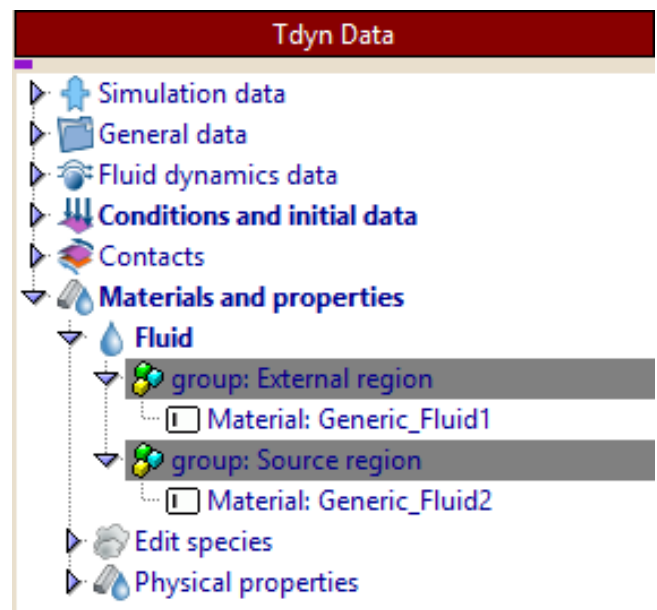 Tdyn Data
Simulation data
General data
Fluid dynamics data
Conditions and initial data
Contacts
Materials and properties
Fluid
group: External region
Material: Generic_Fluid1
group: Source region
Material: Generic_Fluid2
Edit species
Physical properties